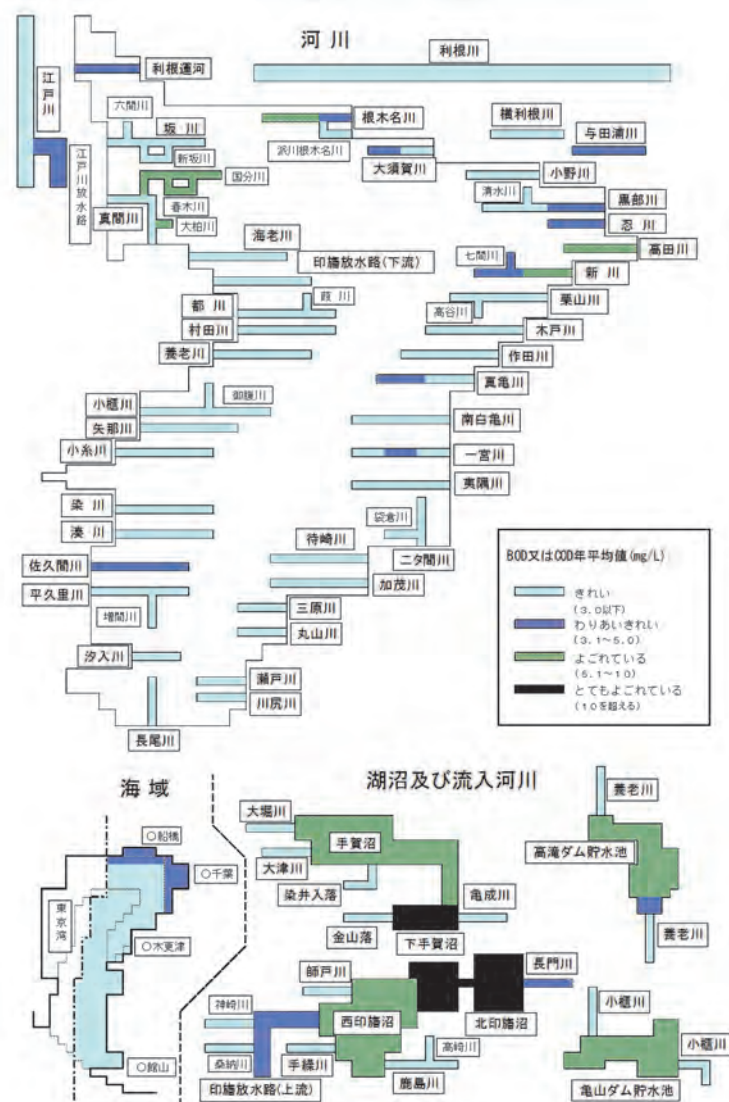 河川
利根川
江戸川
利根運河
江戸川放水路
六間川
坂川
新坂川
国分川
春木川
真間川
大柏川
根木名川
派川根木名川
大須賀川
横利根川
与田浦川
小野川
清水川
黒部川
忍川
高田川
海老川
印旛放水路(下流)
七間川
新川
葭川
都川
高谷川
栗山川
村田川
木戸川
養老川
作田川
真亀川
御腹川
小櫃川
矢那川
南白亀川
小糸川
一宮川
夷隅川
染川
袋倉川
湊川
待崎川
二タ間川
佐久間川
加茂川
平久里川
増間川
三原川
丸山川
汐入川
瀬戸川
川尻川
長尾川
BOD又はCOD年平均値(mg/L)
きれい
(3.0以下)
わりあいきれい
(3.1~5.0)
よごれている
(5.1~10)
とてもよごれている
(10を超える)
海域
○船橋
○千葉
東京湾
○木更津
○館山
湖沼及び流入河川
大堀川
手賀沼
大津川
染井入落
亀成川
金山落
下手賀沼
養老川
高滝ダム貯水池
養老川
師戸川
長門川
神崎川
西印旛沼
北印旛沼
桑納川
手繰川
高崎川
印旛放水路(上流)
鹿島川
小櫃川
小櫃川
亀山ダム貯水池